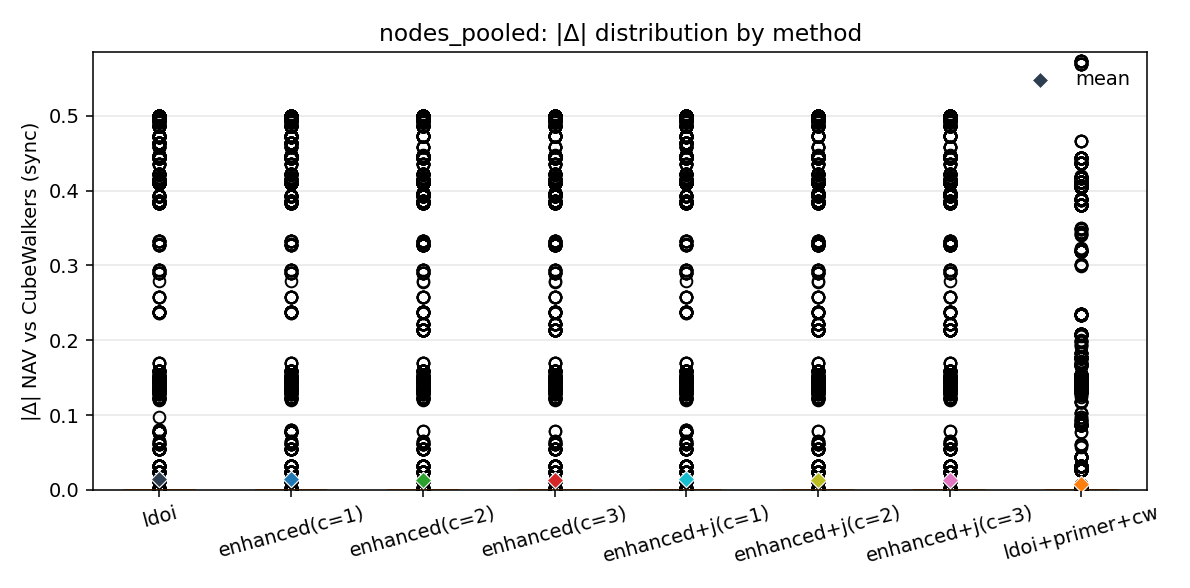 nodes_pooled: |Δ| distribution by method
mean
|Δ| NAV vs CubeWalkers (sync)
0.5
0.4
0.3
0.2
0.1
0.0
ldoi
enhanced(c=1)
enhanced(c=2)
enhanced(c=3)
enhanced+j(c=1)
enhanced+j(c=2)
enhanced+j(c=3)
ldoi+primer+cw